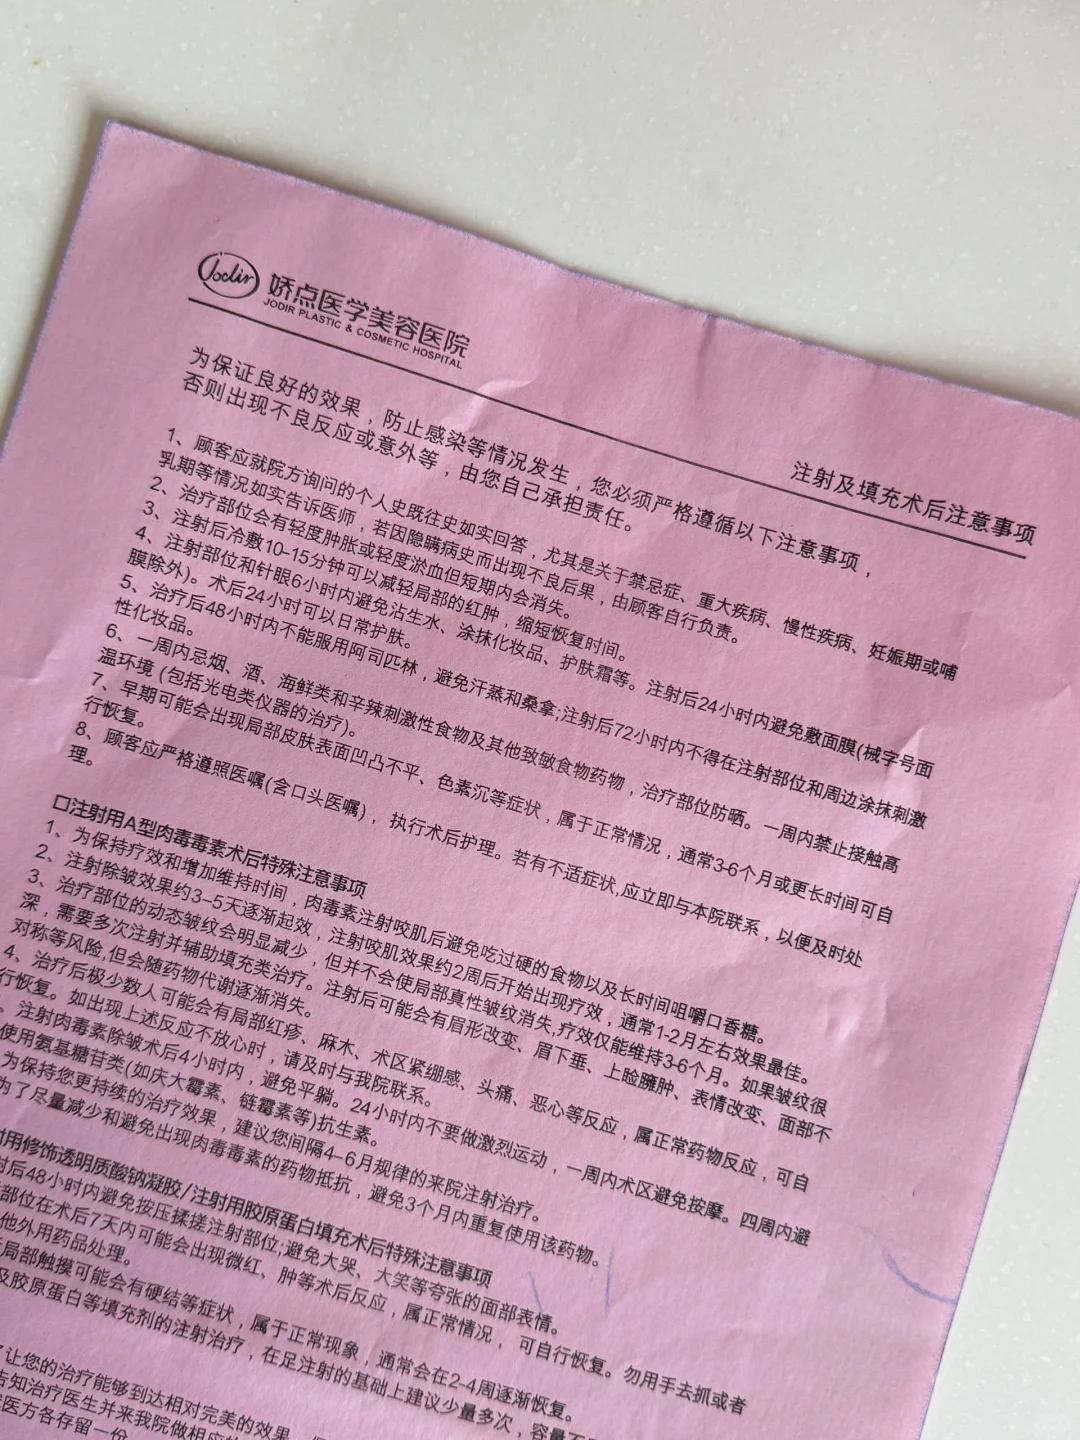 Jodir 娇点医学美容医院
JODIR PLASTIC & COSMETIC HOSPITAL
注射及填充术后注意事项
为保证良好的效果，防止感染等情况发生，您必须严格遵循以下注意事项，
否则出现不良反应或意外等，由您自己承担责任。
1、顾客应就院方询问的个人史既往史如实回答，尤其是关于禁忌症、重大疾病、慢性疾病、妊娠期或哺
乳期等情况如实告诉医师，若因隐瞒病史而出现不良后果，由顾客自行负责。
2、治疗部位会有轻度肿胀或轻度淤血但短期内会消失。
3、注射后冷敷10-15分钟可以减轻局部的红肿，缩短恢复时间。
4、注射部位和针眼6小时内避免沾生水、涂抹化妆品、护肤霜等。注射后24小时内避免敷面膜(械字号面
膜除外)。术后24小时可以日常护肤。
5、治疗后48小时内不能服用阿司匹林，避免汗蒸和桑拿;注射后72小时内不得在注射部位和周边涂抹刺激
性化妆品。
6、一周内忌烟、酒、海鲜类和辛辣刺激性食物及其他致敏食物药物，治疗部位防晒。一周内禁止接触高
温环境 (包括光电类仪器的治疗)。
7、早期可能会出现局部皮肤表面凹凸不平、色素沉等症状，属于正常情况，通常3-6个月或更长时间可自
行恢复。
8、顾客应严格遵照医嘱(含口头医嘱)，执行术后护理。若有不适症状,应立即与本院联系，以便及时处
理。
口注射用A型肉毒毒素术后特殊注意事项
1、为保持疗效和增加维持时间，肉毒素注射咬肌后避免吃过硬的食物以及长时间咀嚼口香糖。
2、注射除皱效果约3-5天逐渐起效，注射咬肌效果约2周后开始出现疗效，通常1-2月左右效果最佳。
3、治疗部位的动态皱纹会明显减少，但并不会使局部真性皱纹消失,疗效仅能维持3-6个月。如果皱纹很
深，需要多次注射并辅助填充类治疗。注射后可能会有眉形改变、眉下垂、上睑臃肿、表情改变、面部不
对称等风险,但会随药物代谢逐渐消失。
4、治疗后极少数人可能会有局部红疹、麻木、术区紧绷感、头痛、恶心等反应，属正常药物反应，可自
行恢复。如出现上述反应不放心时，请及时与我院联系。
、注射肉毒素除皱术后4小时内，避免平躺。24小时内不要做激烈运动，一周内术区避免按摩。四周内避
使用氨基糖苷类(如庆大霉素、链霉素等)抗生素。
为保持您更持续的治疗效果，建议您间隔4-6月规律的来院注射治疗。
为了尽量减少和避免出现肉毒毒素的药物抵抗，避免3个月内重复使用该药物。
射用修饰透明质酸钠凝胶/注射用胶原蛋白填充术后特殊注意事项
射后48小时内避免按压揉搓注射部位;避免大哭、大笑等夸张的面部表情。
部位在术后7天内可能会出现微红、肿等术后反应，属正常情况，可自行恢复。勿用手去抓或者
他外用药品处理。
局部触摸可能会有硬结等症状，属于正常现象，通常会在2-4周逐渐恢复。
及胶原蛋白等填充剂的注射治疗，在足注射的基础上建议少量多次，容量不
让您的治疗能够到达相对完美的效果，
告知治疗医生并来我院做相应的
医方各存留一份